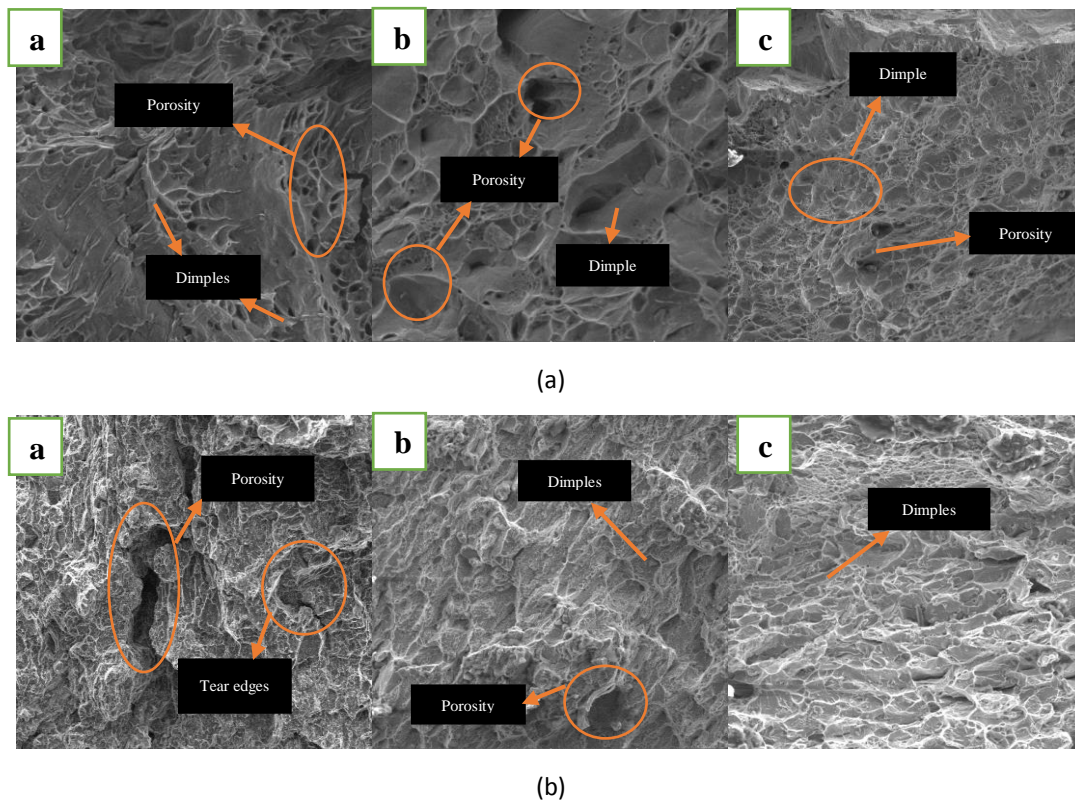 a
b
c
Porosity
Dimples
Porosity
Dimple
Dimple
Porosity
(a)
a
b
c
Porosity
Tear edges
Dimples
Porosity
Dimples
(b)